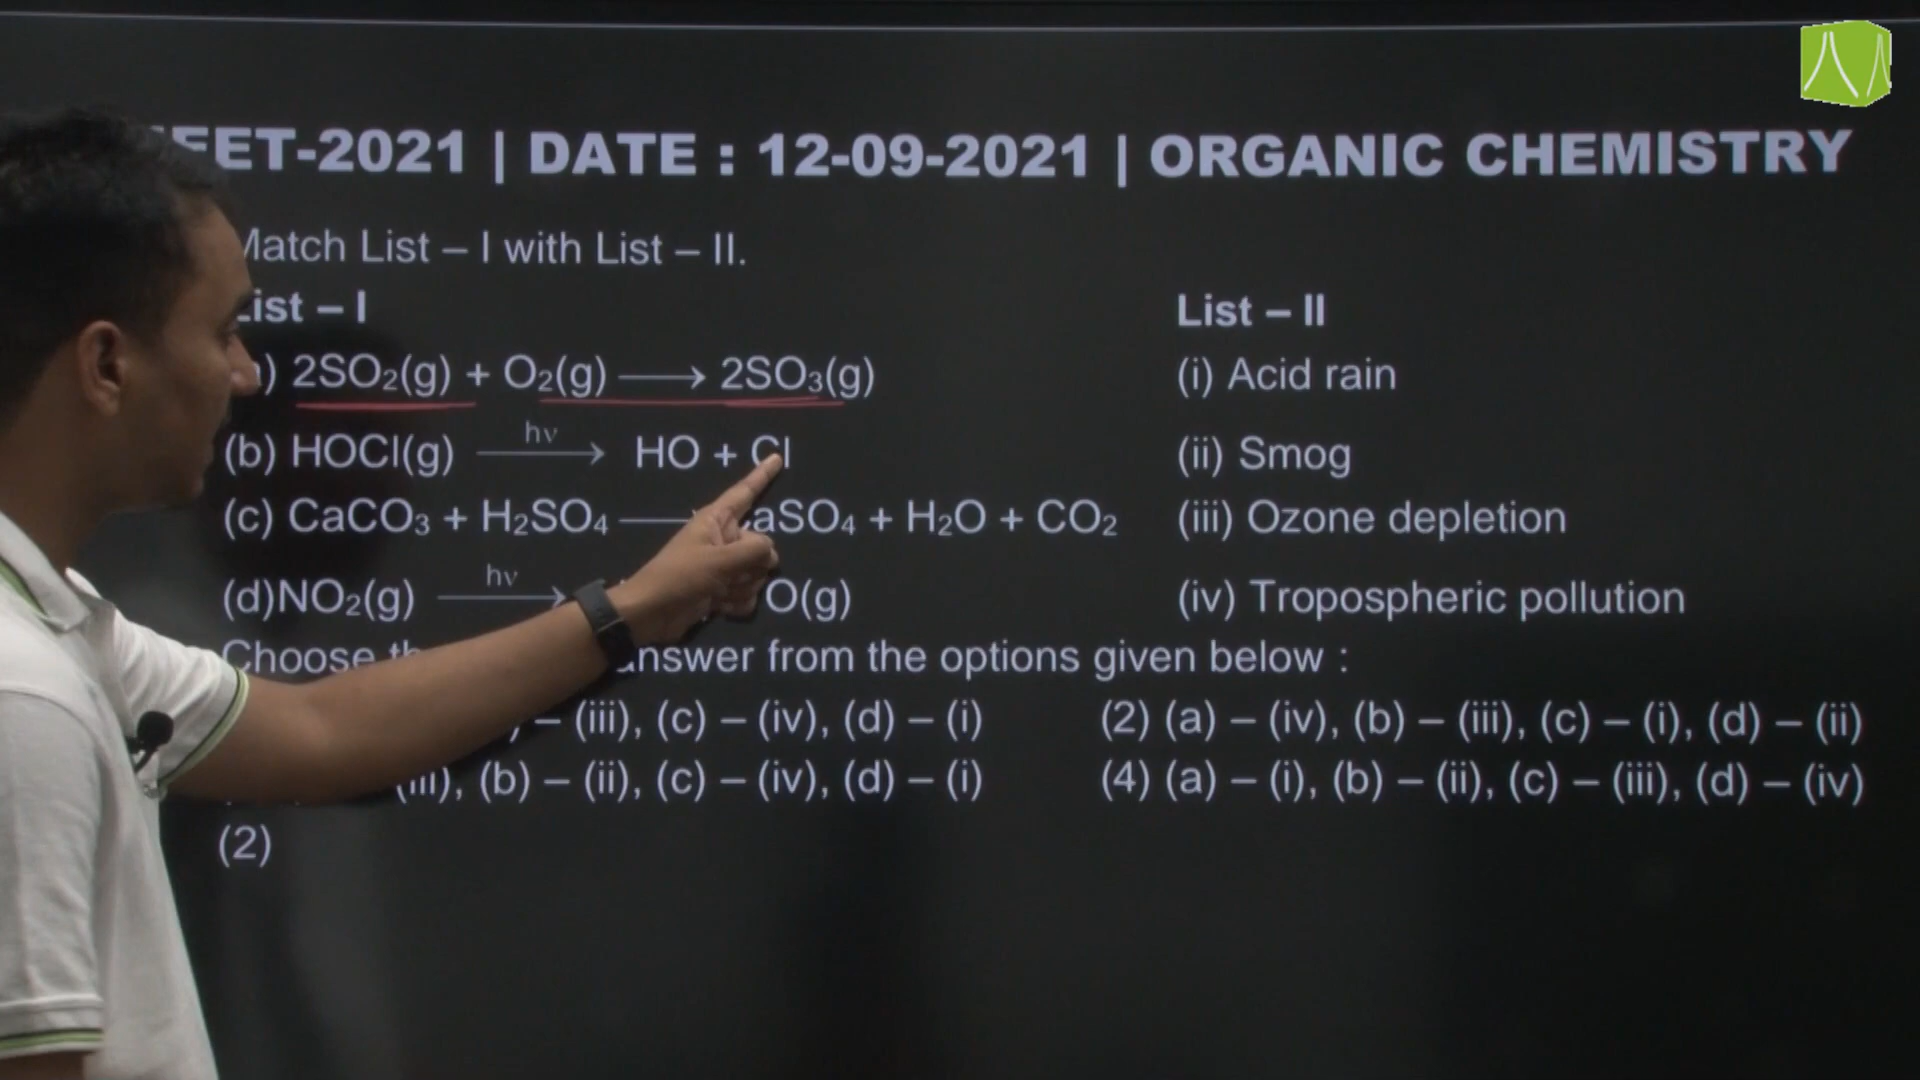 EET-2021 | DATE : 12-09-2021 | ORGANIC CHEMISTRY
Match List – I with List – II.
List – I List – II
) 2SO₂(g) + O₂(g) ⟶ 2SO₃(g) (i) Acid rain
(b) HOCl(g) hν⟶ HO + Cl (ii) Smog
(c) CaCO₃ + H₂SO₄ ⟶ aSO₄ + H₂O + CO₂ (iii) Ozone depletion
(d)NO₂(g) hν⟶ O(g) (iv) Tropospheric pollution
Choose answer from the options given below :
– (iii), (c) – (iv), (d) – (i) (2) (a) – (iv), (b) – (iii), (c) – (i), (d) – (ii)
(iii), (b) – (ii), (c) – (iv), (d) – (i) (4) (a) – (i), (b) – (ii), (c) – (iii), (d) – (iv)
(2)